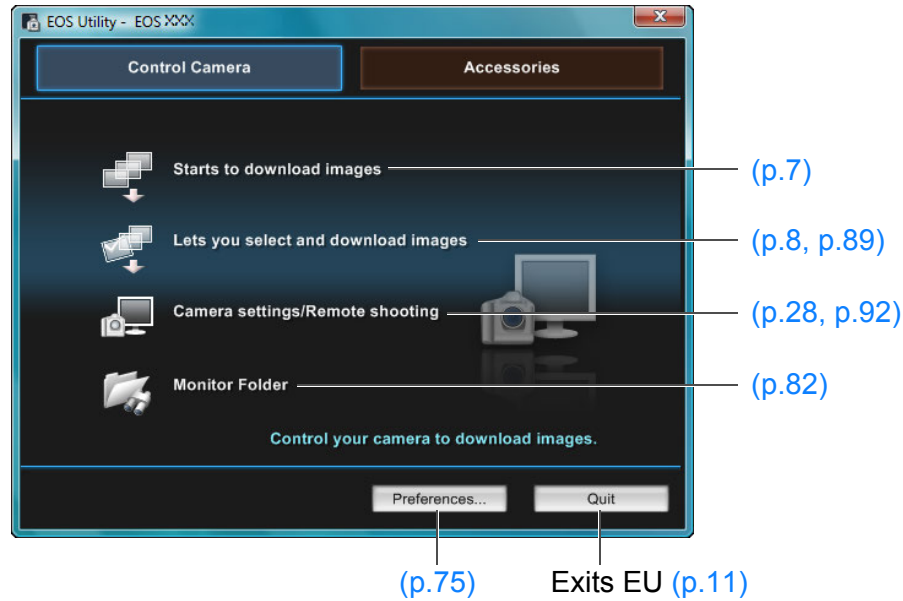 EOS Utility - EOS XXX
Control Camera Accessories
Starts to download images (p.7)
Lets you select and download images (p.8, p.89)
Camera settings/Remote shooting (p.28, p.92)
Monitor Folder (p.82)
Control your camera to download images.
Preferences... Quit
(p.75) Exits EU (p.11)